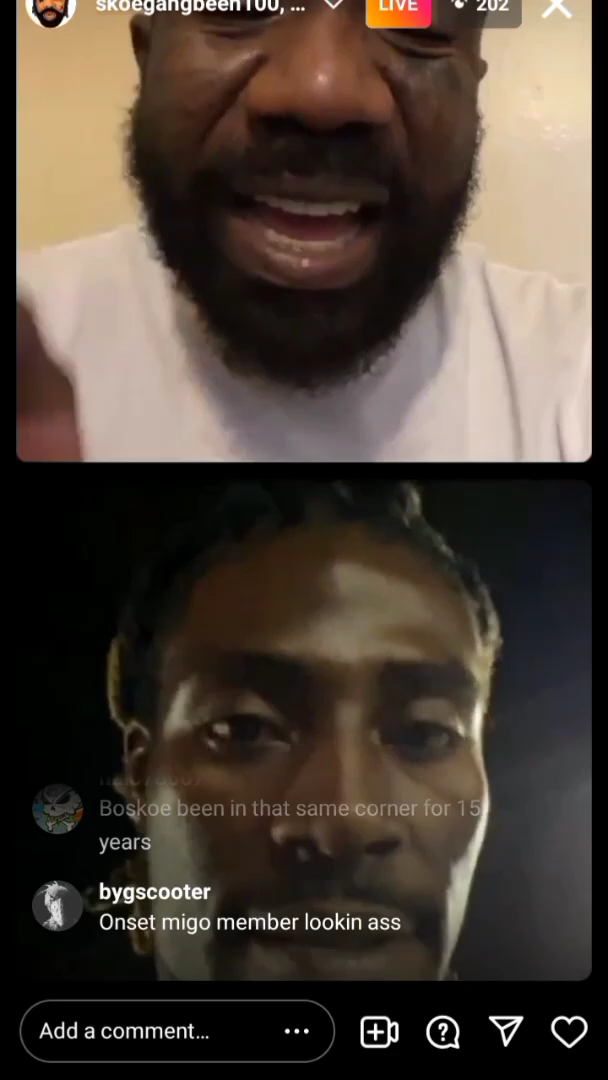 skoegangbeen100, ...
LIVE
202
Boskoe been in that same corner for 15
years
bygscooter
Onset migo member lookin ass
Add a comment...